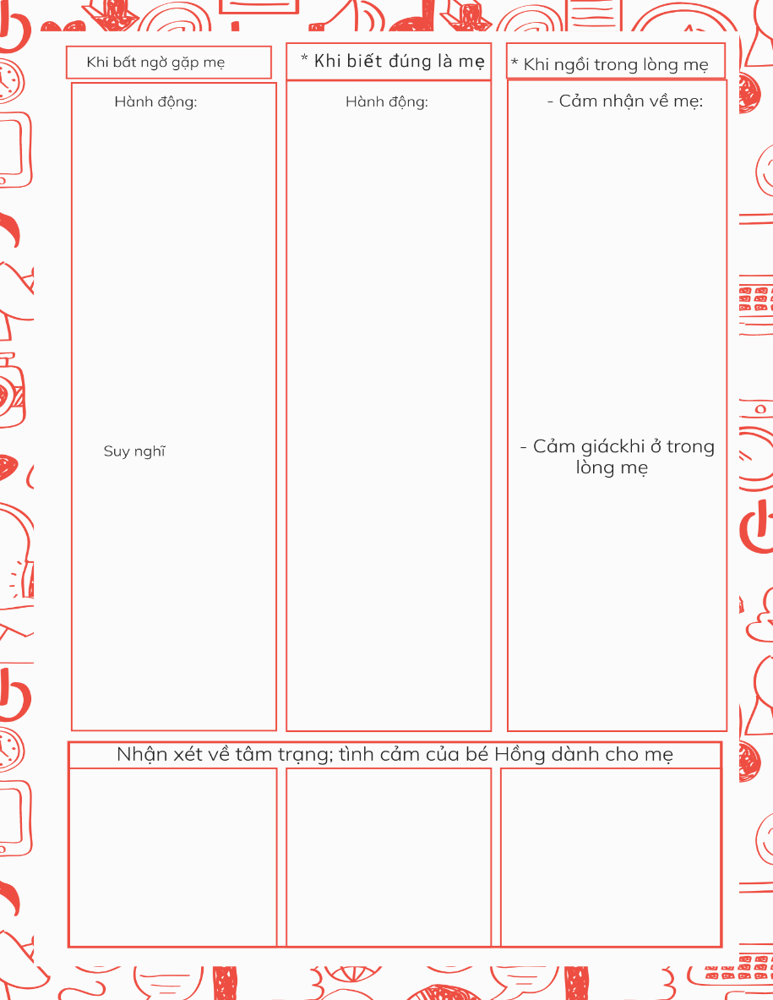 Khi bất ngờ gặp mẹ
* Khi biết đúng là mẹ
* Khi ngồi trong lòng mẹ
Hành động:
Hành động:
- Cảm nhận về mẹ:
Suy nghĩ
- Cảm giáckhi ở trong
lòng mẹ
Nhận xét về tâm trạng; tình cảm của bé Hồng dành cho mẹ